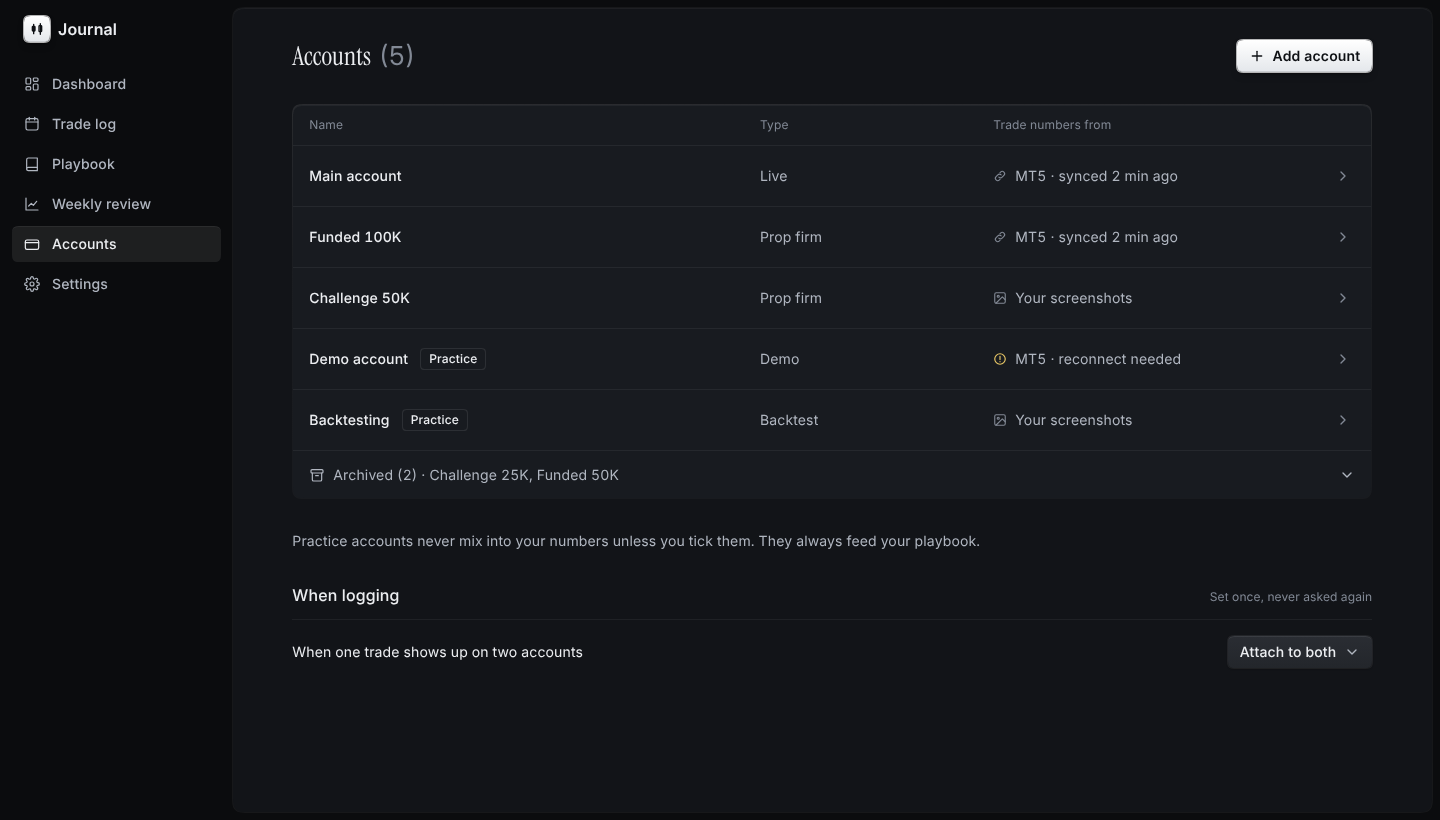 Journal
Dashboard
Trade log
Playbook
Weekly review
Accounts
Settings
Accounts (5)
Add account
Name Type Trade numbers from
Main account Live MT5 · synced 2 min ago
Funded 100K Prop firm MT5 · synced 2 min ago
Challenge 50K Prop firm Your screenshots
Demo account Practice Demo MT5 · reconnect needed
Backtesting Practice Backtest Your screenshots
Archived (2) · Challenge 25K, Funded 50K
Practice accounts never mix into your numbers unless you tick them. They always feed your playbook.
When logging Set once, never asked again
When one trade shows up on two accounts Attach to both